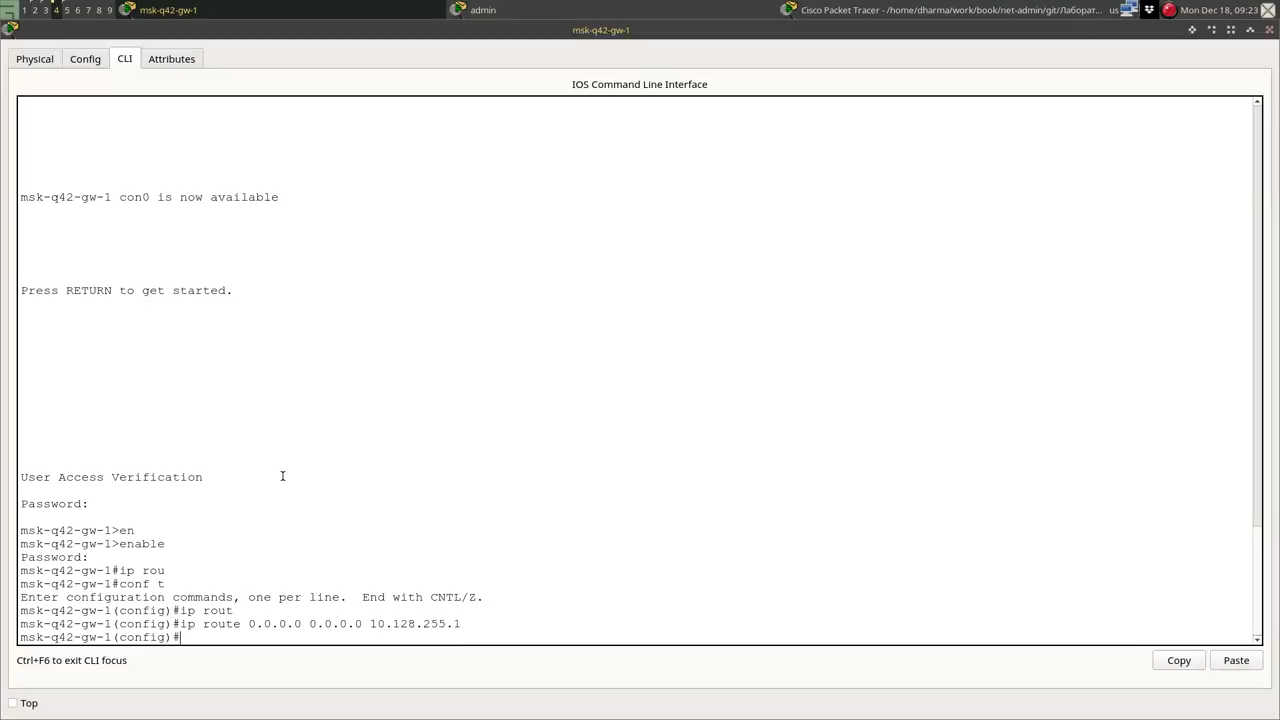 1 2 3 4 5 6 7 8 9 msk-q42-gw-1 admin Cisco Packet Tracer - /home/dharma/work/book/net-admin/git//Лаборат... us Mon Dec 18, 09:23
msk-q42-gw-1
Physical Config CLI Attributes
IOS Command Line Interface
msk-q42-gw-1 con0 is now available
Press RETURN to get started.
User Access Verification
Password:
msk-q42-gw-1>en
msk-q42-gw-1>enable
Password:
msk-q42-gw-1#ip rou
msk-q42-gw-1#conf t
Enter configuration commands, one per line.  End with CNTL/Z.
msk-q42-gw-1(config)#ip rout
msk-q42-gw-1(config)#ip route 0.0.0.0 0.0.0.0 10.128.255.1
msk-q42-gw-1(config)#
Ctrl+F6 to exit CLI focus Copy Paste
Top